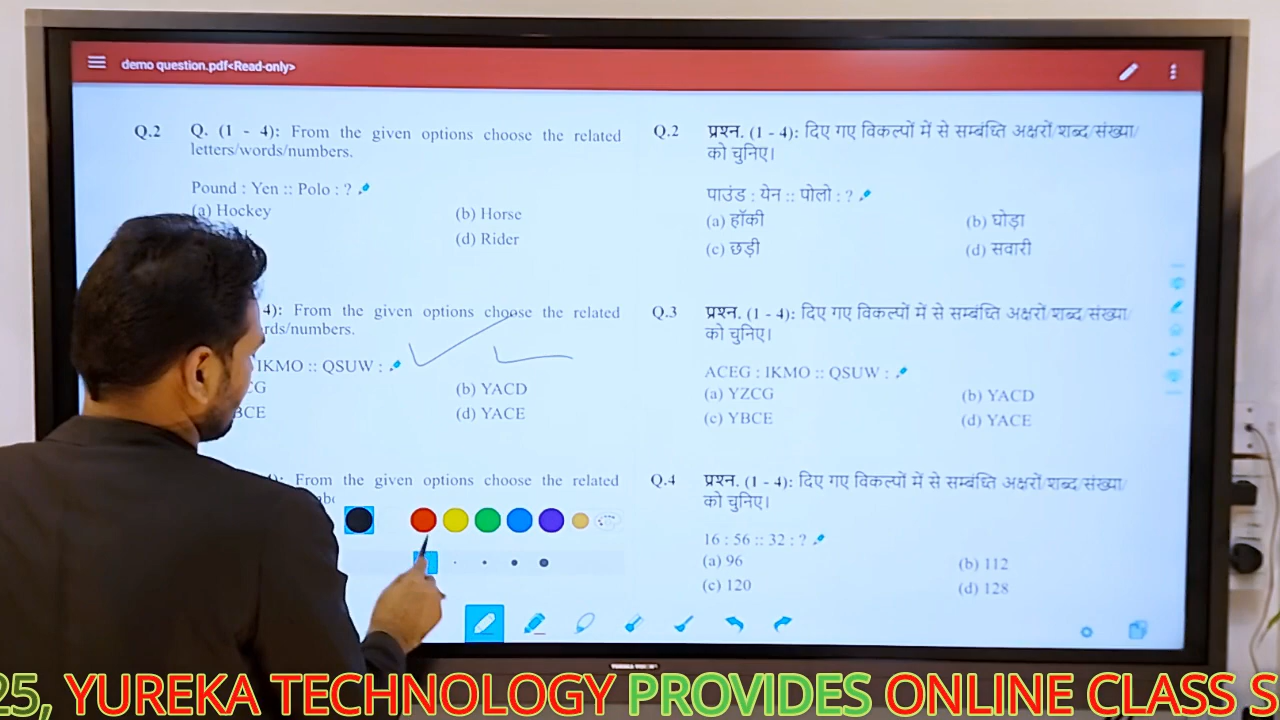 demo question.pdf<Read-only>
Q.2 Q. (1 - 4): From the given options choose the related
letters/words/numbers.
Pound : Yen :: Polo : ?
(a) Hockey (b) Horse
(d) Rider
4): From the given options choose the related
rds/numbers.
IKMO :: QSUW :
CG (b) YACD
BCE (d) YACE
From the given options choose the related
Q.2 प्रश्न. (1 - 4): दिए गए विकल्पों में से सम्बंध्ति अक्षरों/शब्द/संख्या/
को चुनिए।
पाउंड : येन :: पोलो : ?
(a) हॉकी (b) घोड़ा
(c) छड़ी (d) सवारी
Q.3 प्रश्न. (1 - 4): दिए गए विकल्पों में से सम्बंध्ति अक्षरों/शब्द/संख्या/
को चुनिए।
ACEG : IKMO :: QSUW :
(a) YZCG (b) YACD
(c) YBCE (d) YACE
Q.4 प्रश्न. (1 - 4): दिए गए विकल्पों में से सम्बंध्ति अक्षरों/शब्द/संख्या/
को चुनिए।
16 : 56 :: 32 : ?
(a) 96 (b) 112
(c) 120 (d) 128
25, YUREKA TECHNOLOGY PROVIDES ONLINE CLASS S